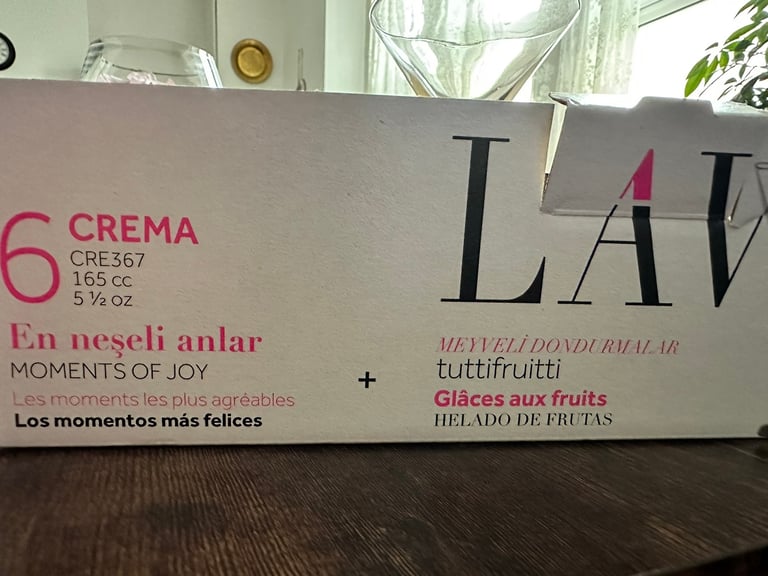 6 CREMA
CRE367
165 cc
5 ½ oz
En neşeli anlar
MOMENTS OF JOY
Les moments les plus agréables
Los momentos más felices
+
LAV
MEYVELİ DONDURMALAR
tuttifruitti
Glâces aux fruits
HELADO DE FRUTAS